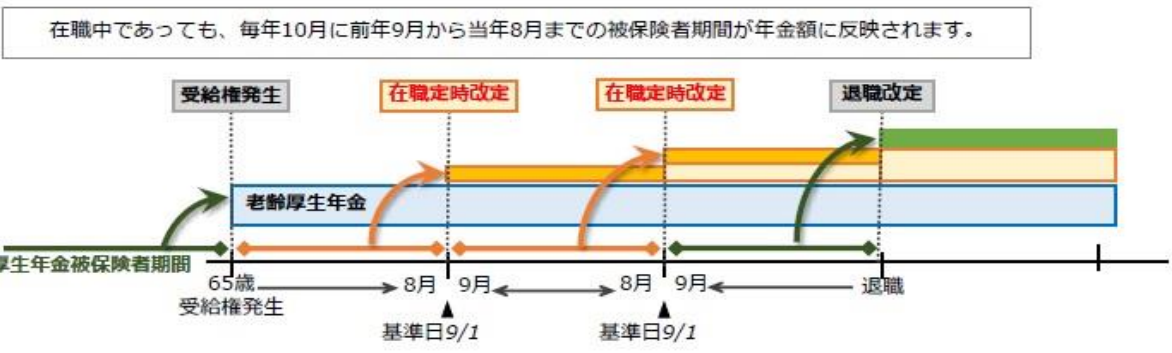 在職中であっても、毎年10月に前年9月から当年8月までの被保険者期間が年金額に反映されます。
受給権発生
在職定時改定
在職定時改定
退職改定
老齢厚生年金
厚生年金被保険者期間
65歳
受給権発生
8月
9月
8月
9月
退職
基準日9/1
基準日9/1